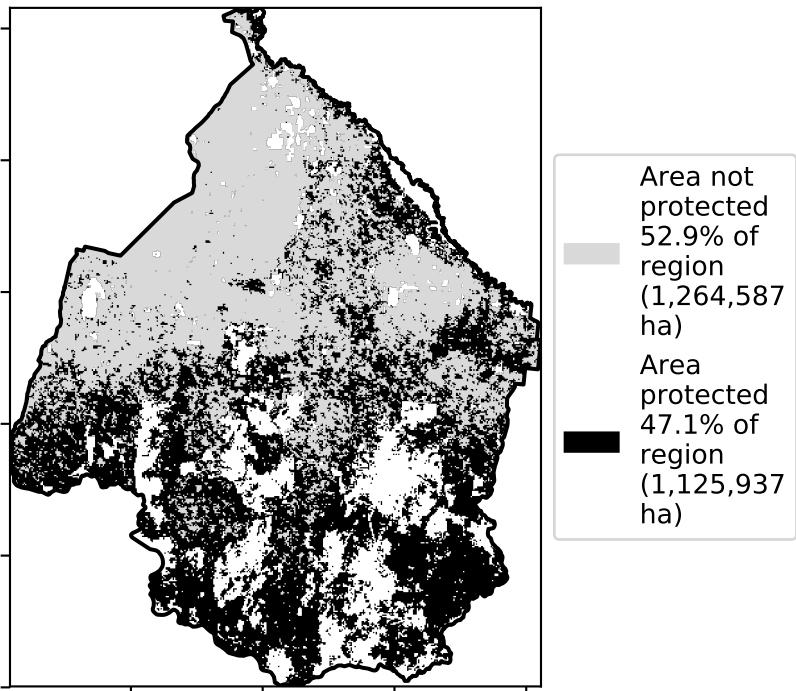 Area not
protected
52.9% of
region
(1,264,587
ha)
Area
protected
47.1% of
region
(1,125,937
ha)